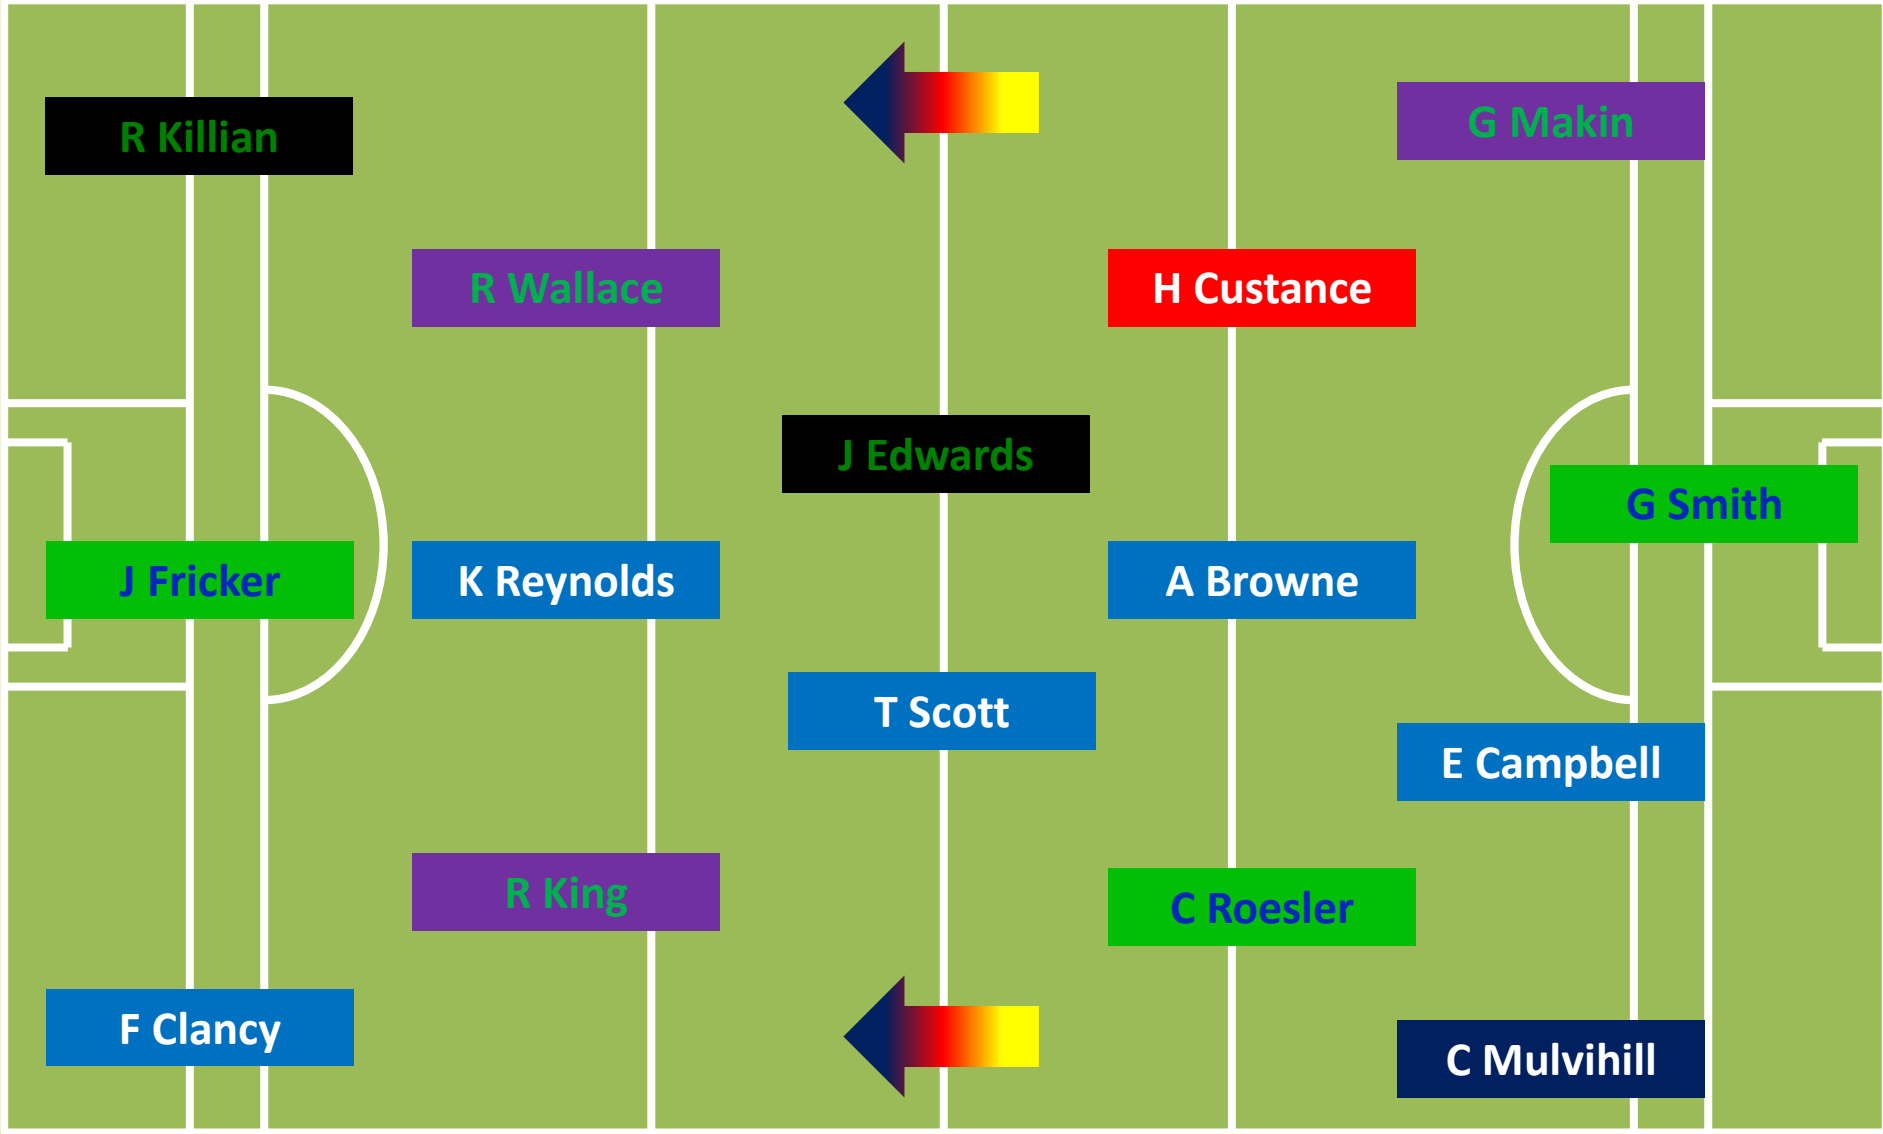 R Killian
G Makin
R Wallace
H Custance
J Edwards
G Smith
J Fricker
K Reynolds
A Browne
T Scott
E Campbell
R King
C Roesler
F Clancy
C Mulvihill